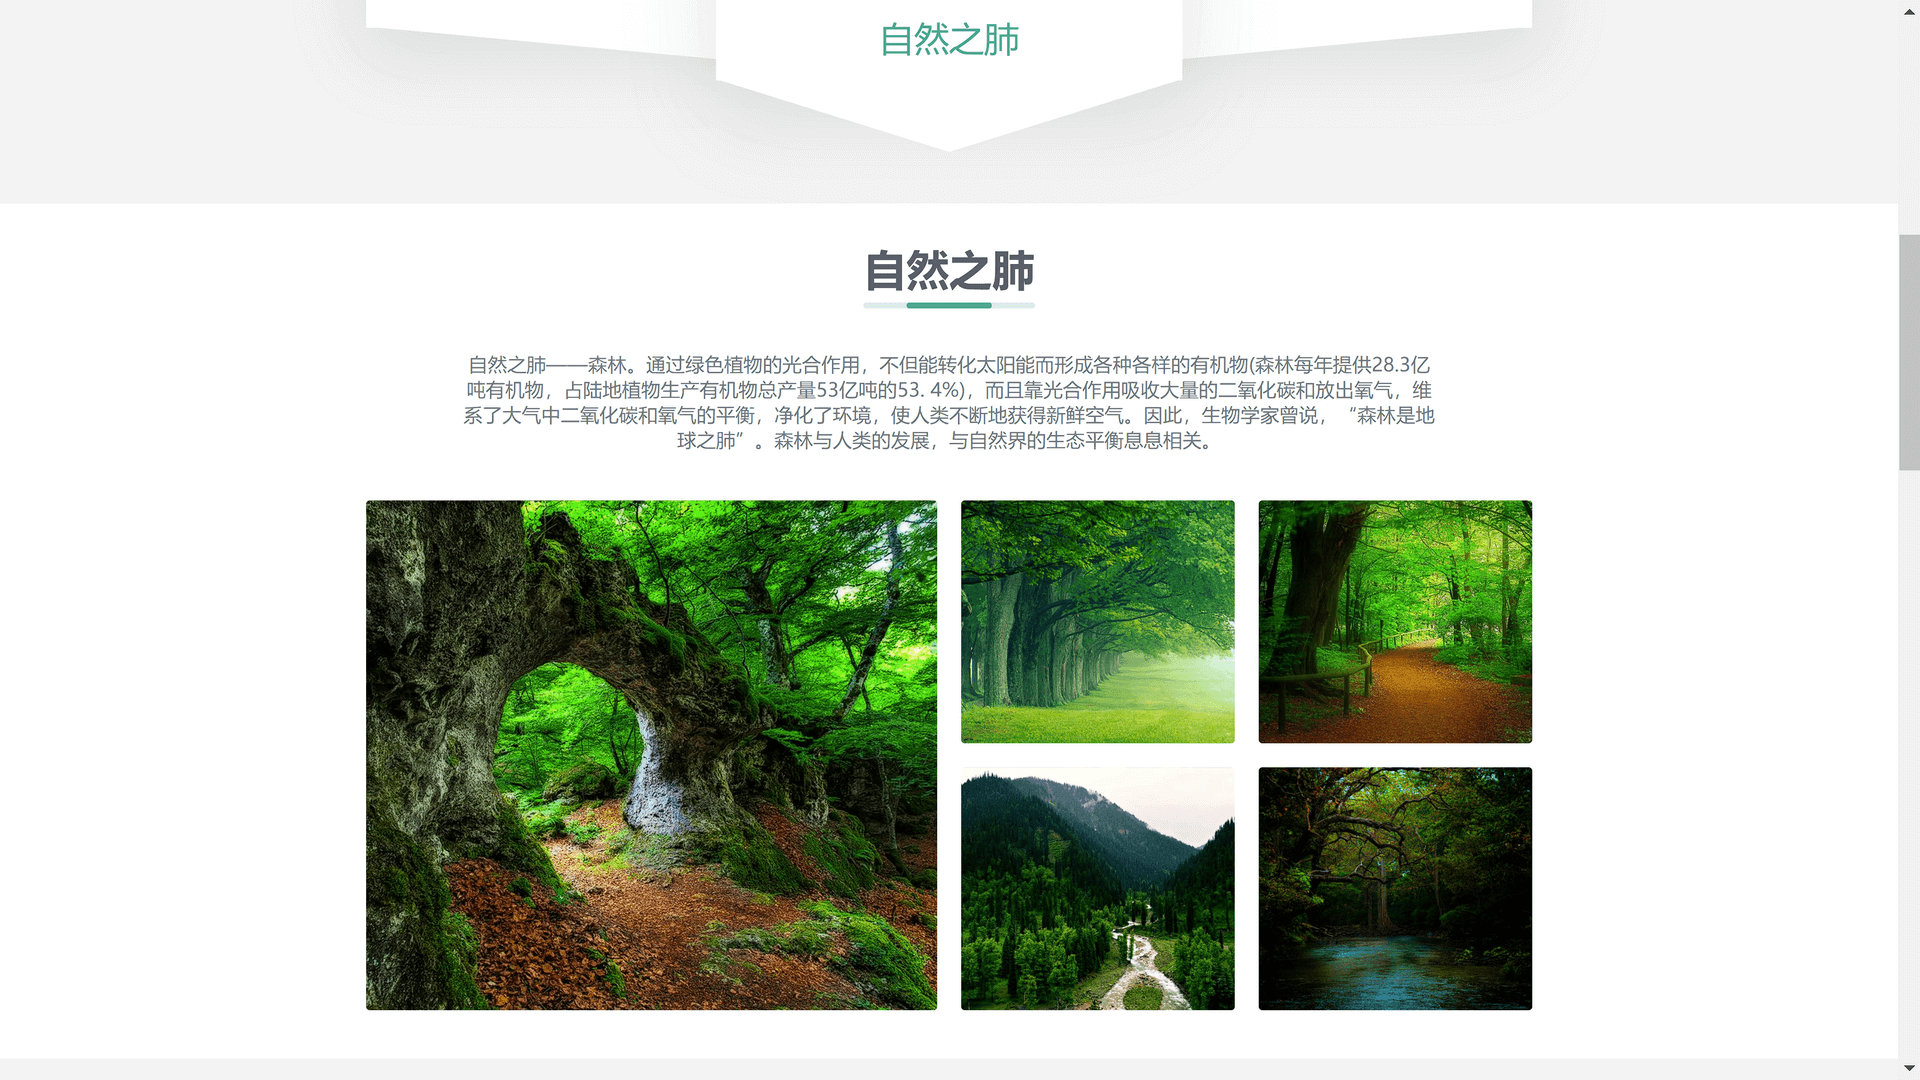 自然之肺
自然之肺
自然之肺——森林。通过绿色植物的光合作用，不但能转化太阳能而形成各种各样的有机物(森林每年提供28.3亿
吨有机物，占陆地植物生产有机物总产量53亿吨的53. 4%)，而且靠光合作用吸收大量的二氧化碳和放出氧气，维
系了大气中二氧化碳和氧气的平衡，净化了环境，使人类不断地获得新鲜空气。因此，生物学家曾说，“森林是地
球之肺”。森林与人类的发展，与自然界的生态平衡息息相关。